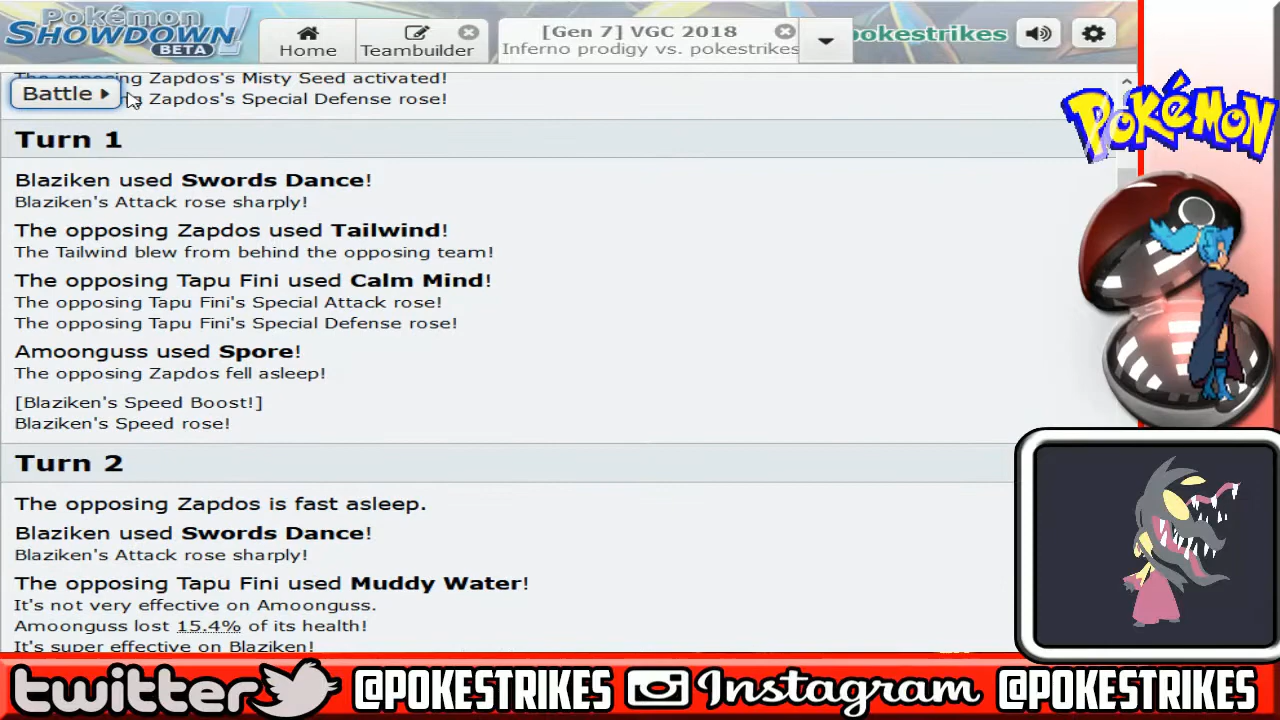 Pokémon
SHOWDOWN!
BETA
Home
Teambuilder
[Gen 7] VGC 2018
Inferno prodigy vs. pokestrikes
pokestrikes
Battle
Zapdos's Misty Seed activated!
Zapdos's Special Defense rose!
POKéMON
Turn 1
Blaziken used Swords Dance!
Blaziken's Attack rose sharply!
The opposing Zapdos used Tailwind!
The Tailwind blew from behind the opposing team!
The opposing Tapu Fini used Calm Mind!
The opposing Tapu Fini's Special Attack rose!
The opposing Tapu Fini's Special Defense rose!
Amoonguss used Spore!
The opposing Zapdos fell asleep!
[Blaziken's Speed Boost!]
Blaziken's Speed rose!
Turn 2
The opposing Zapdos is fast asleep.
Blaziken used Swords Dance!
Blaziken's Attack rose sharply!
The opposing Tapu Fini used Muddy Water!
It's not very effective on Amoonguss.
Amoonguss lost 15.4% of its health!
It's super effective on Blaziken!
twitter @POKESTRIKES Instagram @POKESTRIKES